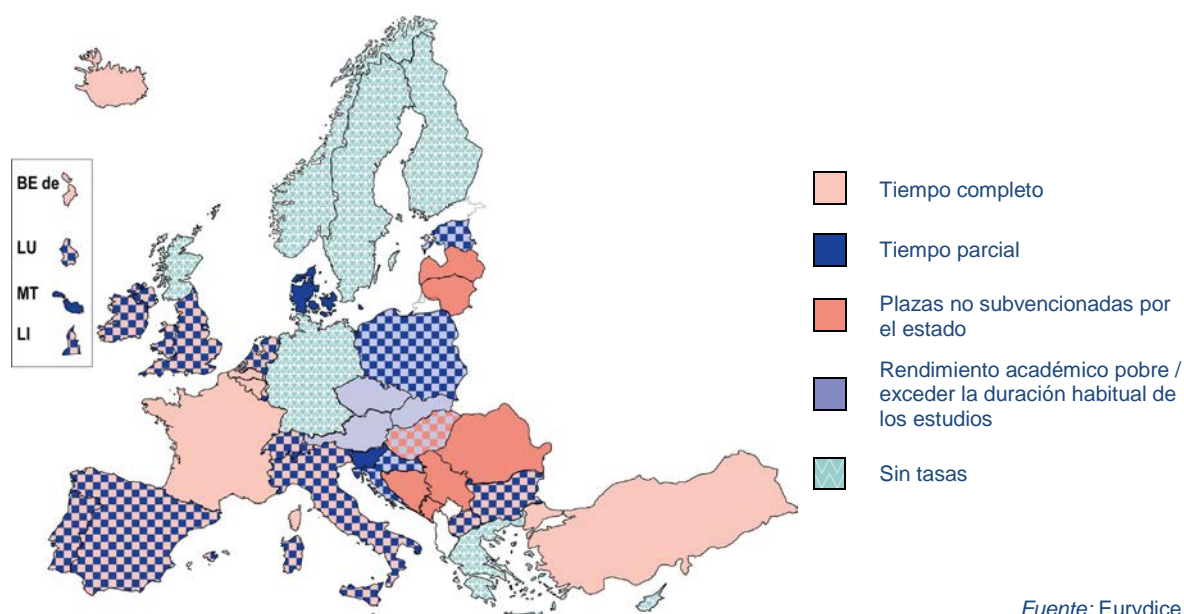 BE de
LU
MT
LI
Tiempo completo
Tiempo parcial
Plazas no subvencionadas por
el estado
Rendimiento académico pobre /
exceder la duración habitual de
los estudios
Sin tasas
Fuente: Eurydice